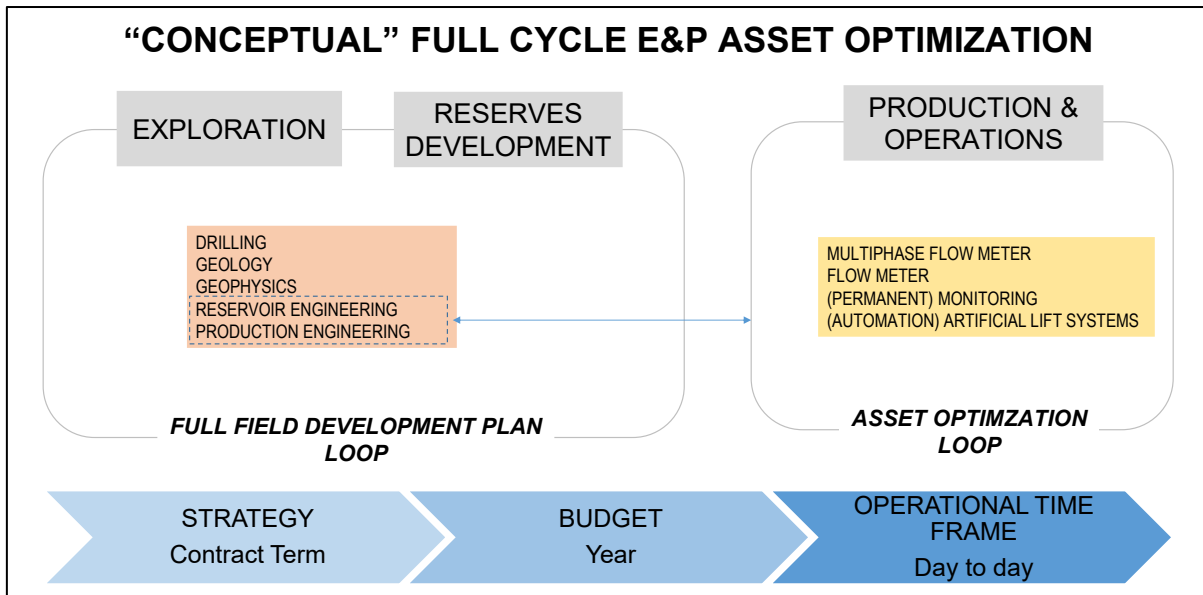 “CONCEPTUAL” FULL CYCLE E&P ASSET OPTIMIZATION
EXPLORATION
RESERVES
DEVELOPMENT
PRODUCTION &
OPERATIONS
DRILLING
GEOLOGY
GEOPHYSICS
RESERVOIR ENGINEERING
PRODUCTION ENGINEERING
MULTIPHASE FLOW METER
FLOW METER
(PERMANENT) MONITORING
(AUTOMATION) ARTIFICIAL LIFT SYSTEMS
FULL FIELD DEVELOPMENT PLAN
LOOP
ASSET OPTIMZATION
LOOP
STRATEGY
Contract Term
BUDGET
Year
OPERATIONAL TIME
FRAME
Day to day